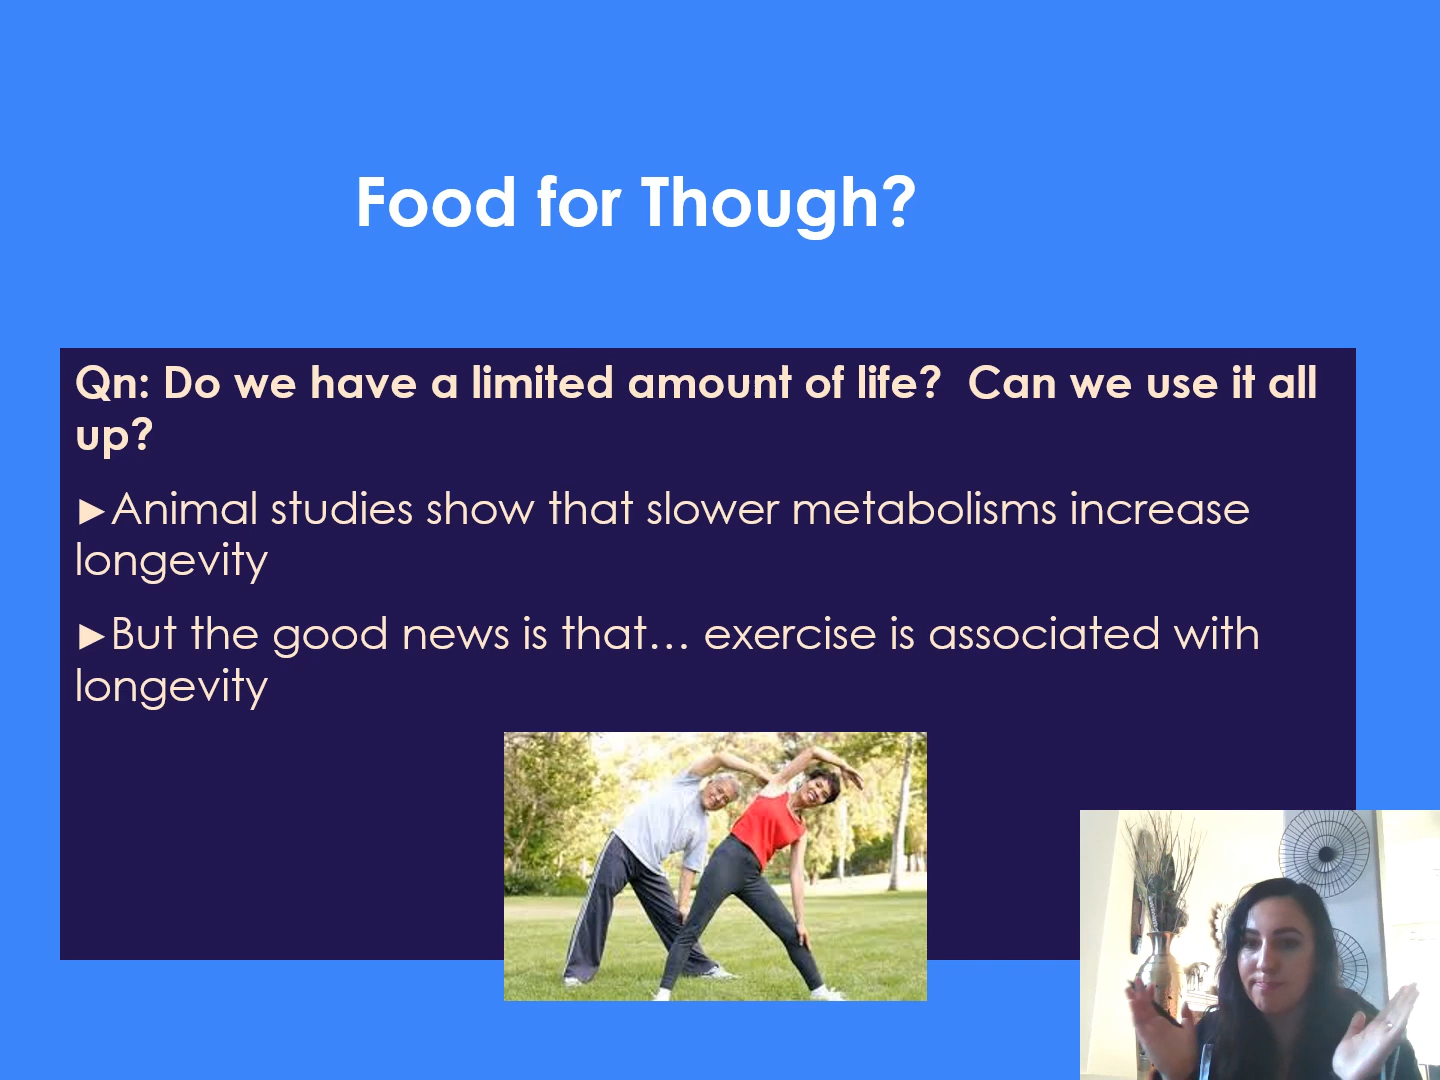 Food for Though?
Qn: Do we have a limited amount of life?  Can we use it all
up?
►Animal studies show that slower metabolisms increase
longevity
►But the good news is that… exercise is associated with
longevity